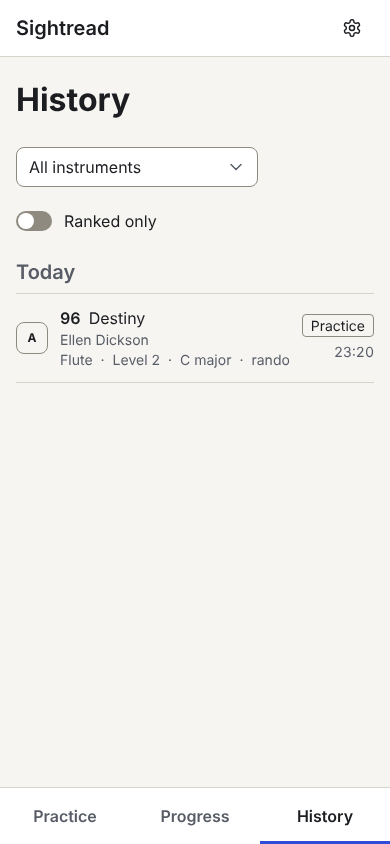 Sightread
History
All instruments
Ranked only
Today
A
96 Destiny
Ellen Dickson
Flute · Level 2 · C major · rando
Practice
23:20
Practice
Progress
History